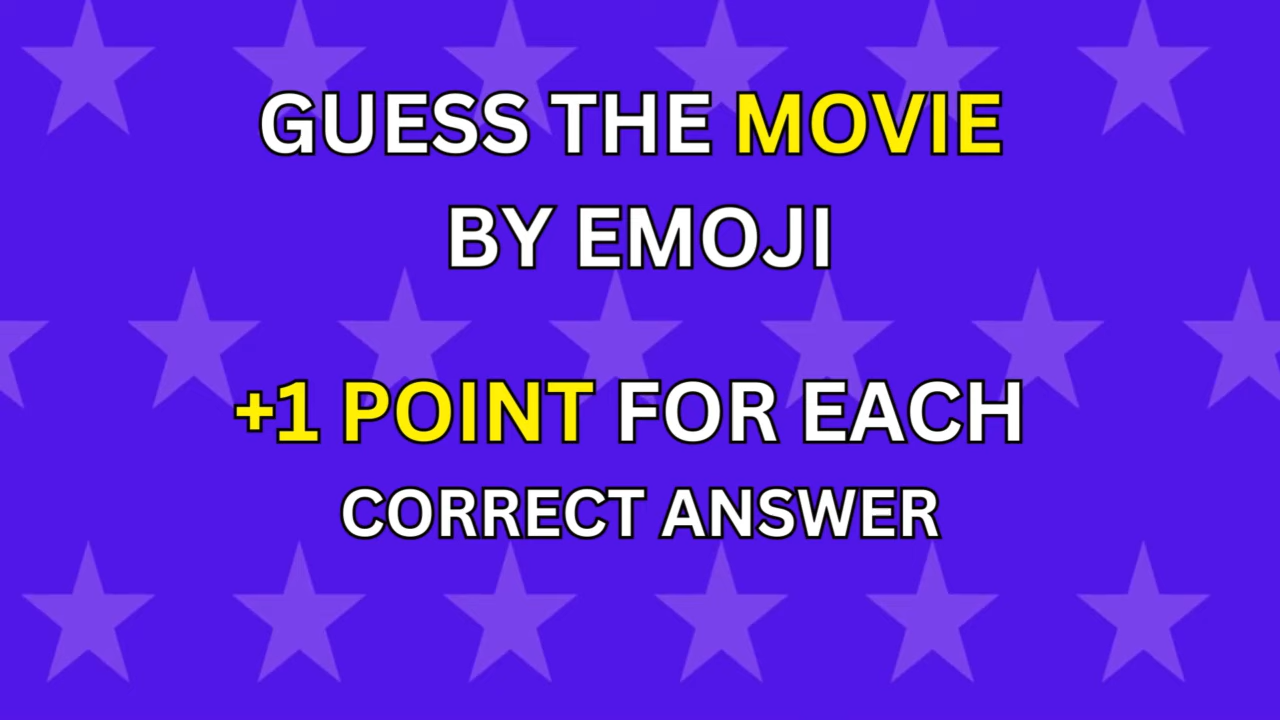 GUESS THE MOVIE
BY EMOJI
+1 POINT FOR EACH
CORRECT ANSWER